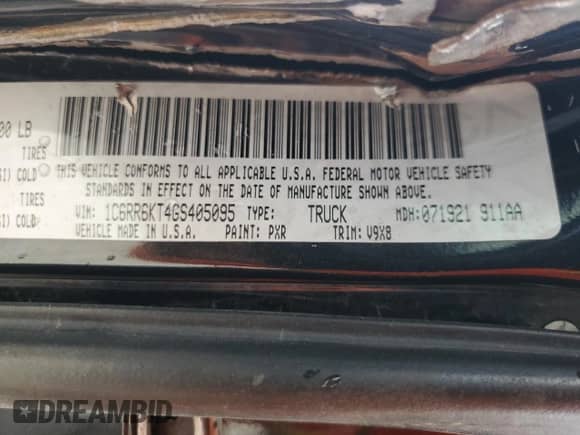 00 LB
TIRES
SI) COLD
TIRES
SI) COLD
THIS VEHICLE CONFORMS TO ALL APPLICABLE U.S.A. FEDERAL MOTOR VEHICLE SAFETY
STANDARDS IN EFFECT ON THE DATE OF MANUFACTURE SHOWN ABOVE.
VIN: 1C6RR6KT4GS405095 TYPE: TRUCK MDH: 071921 911AA
VEHICLE MADE IN U.S.A. PAINT: PXR TRIM: V9X8
DREAMBID